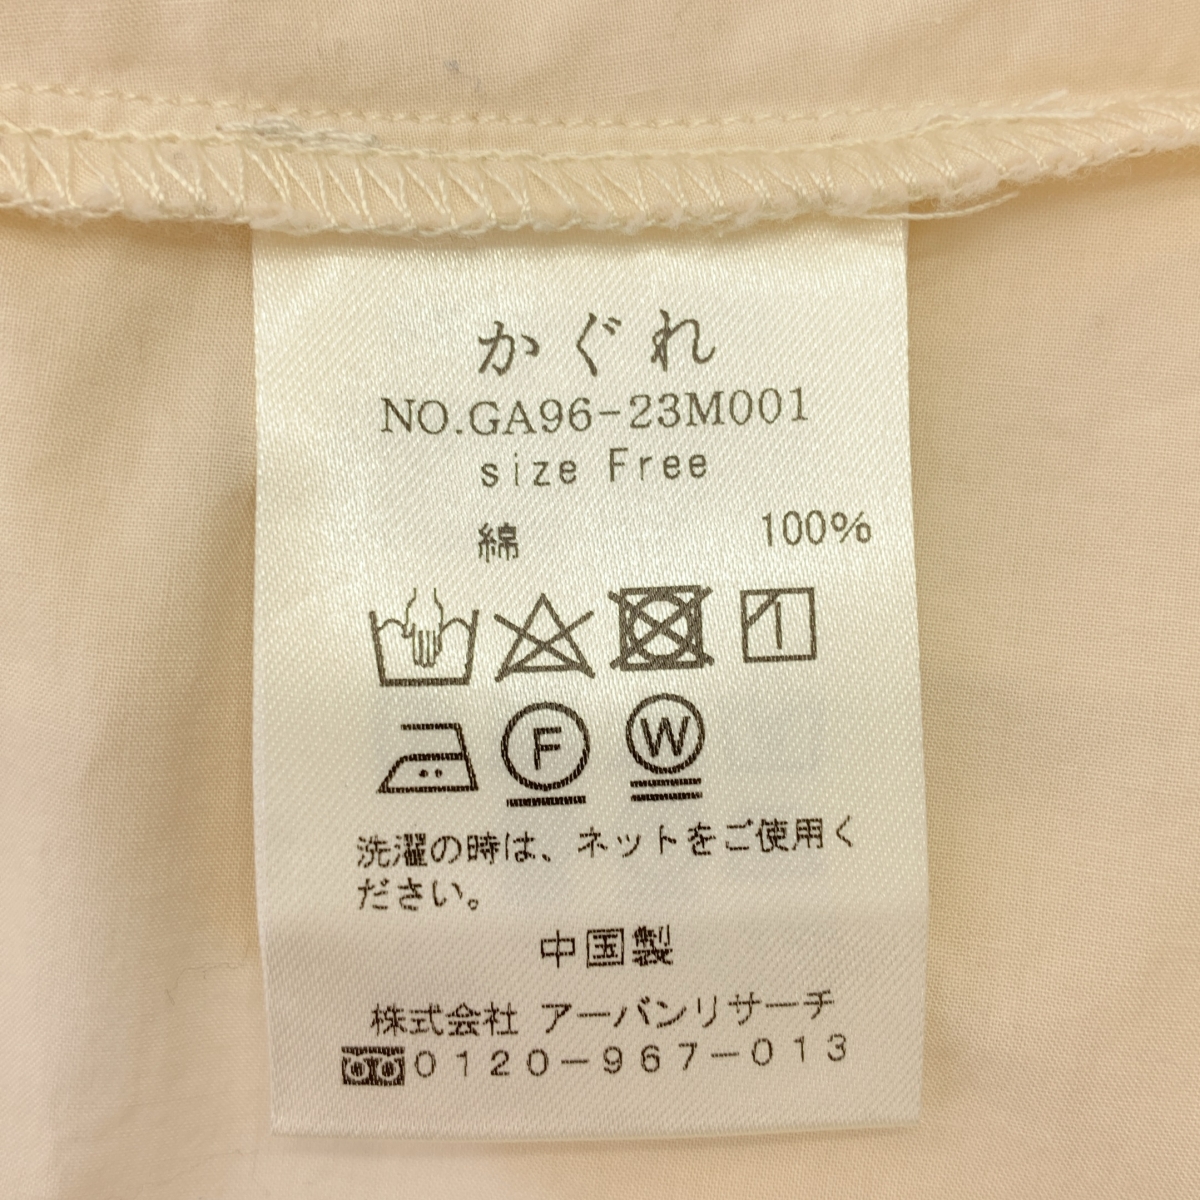 かぐれ
NO.GA96-23M001
size Free
綿 100%
1
F W
洗濯の時は、ネットをご使用く
ださい。
中国製
株式会社 アーバンリサーチ
0120-967-013